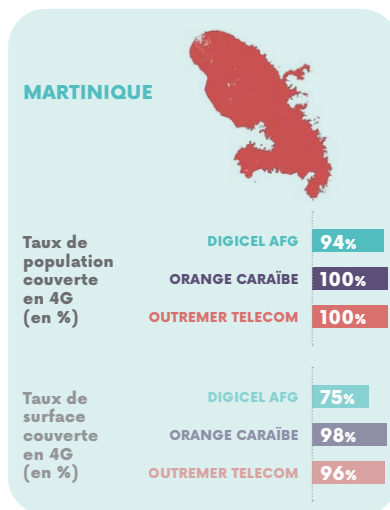 MARTINIQUE
Taux de
population
couverte
en 4G
(en %)
DIGICEL AFG 94%
ORANGE CARAÏBE 100%
OUTREMER TELECOM 100%
Taux de
surface
couverte
en 4G
(en %)
DIGICEL AFG 75%
ORANGE CARAÏBE 98%
OUTREMER TELECOM 96%